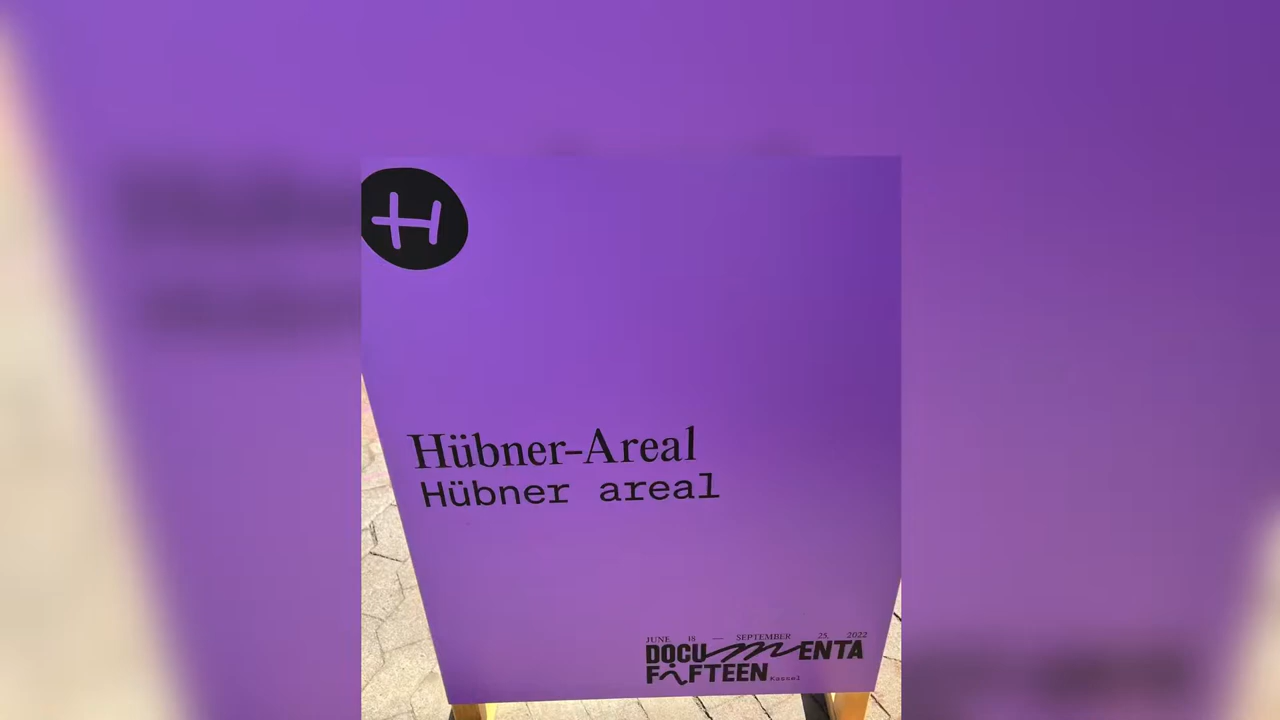 H
Hübner-Areal
Hübner areal
JUNE 18 — SEPTEMBER 25, 2022
DOCUMENTA
FIFTEEN Kassel